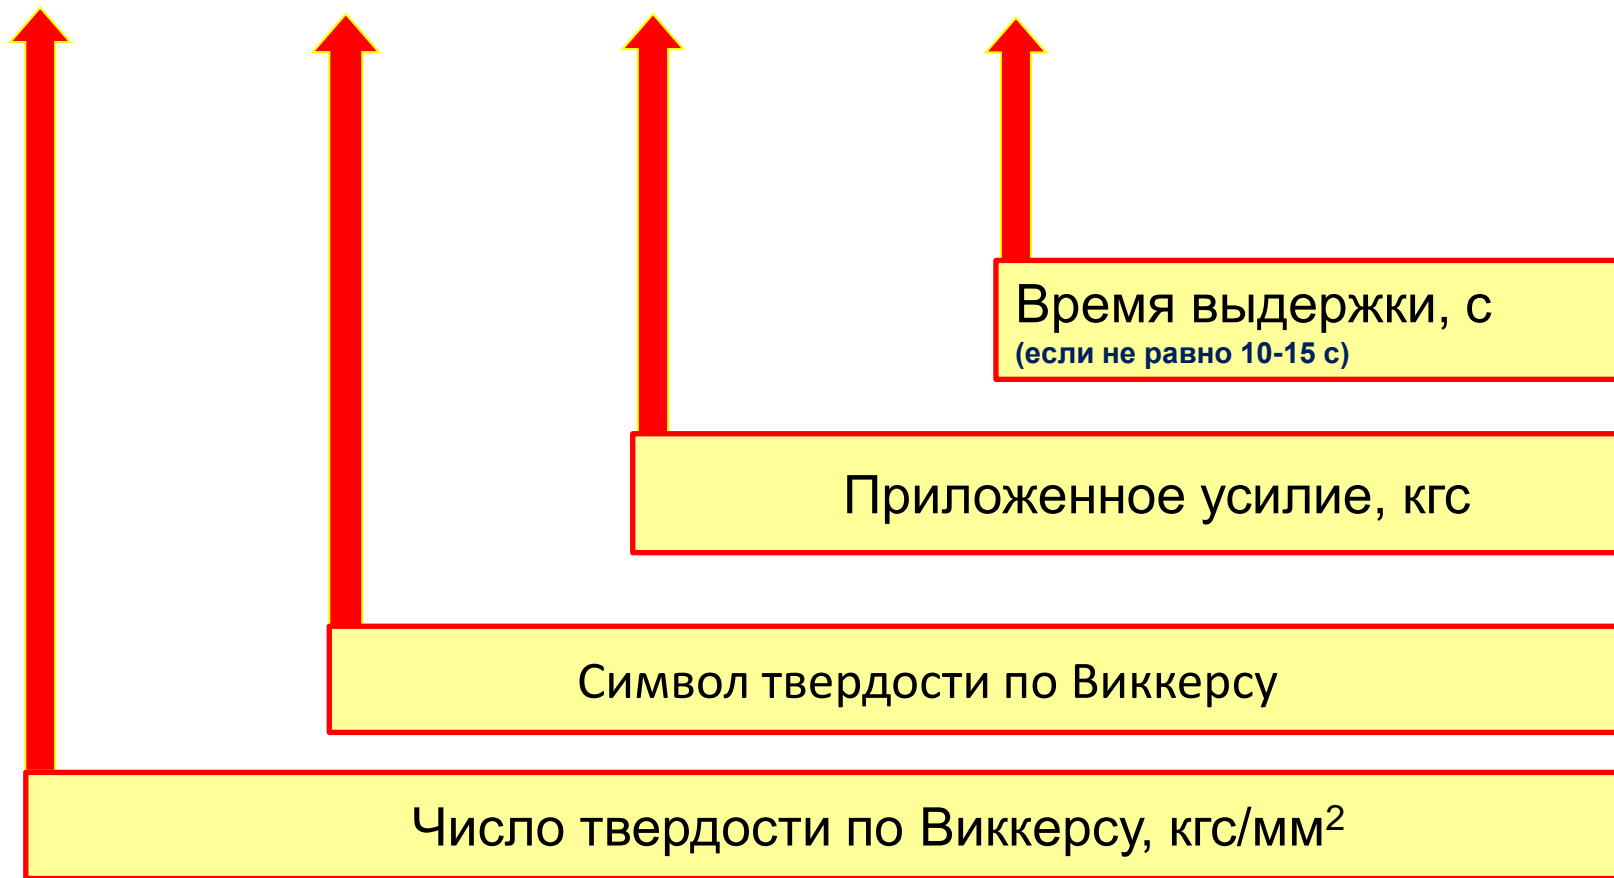 Время выдержки, с
(если не равно 10-15 с)
Приложенное усилие, кгс
Символ твердости по Виккерсу
Число твердости по Виккерсу, кгс/мм²